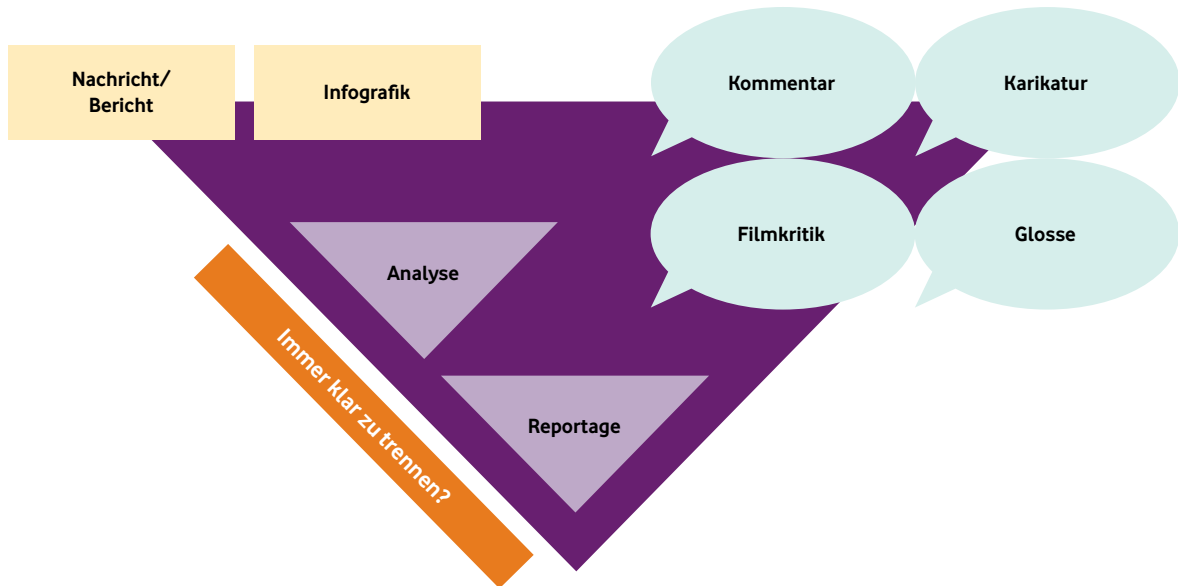 Nachricht/
Bericht
Infografik
Kommentar
Karikatur
Filmkritik
Glosse
Analyse
Reportage
Immer klar zu trennen?